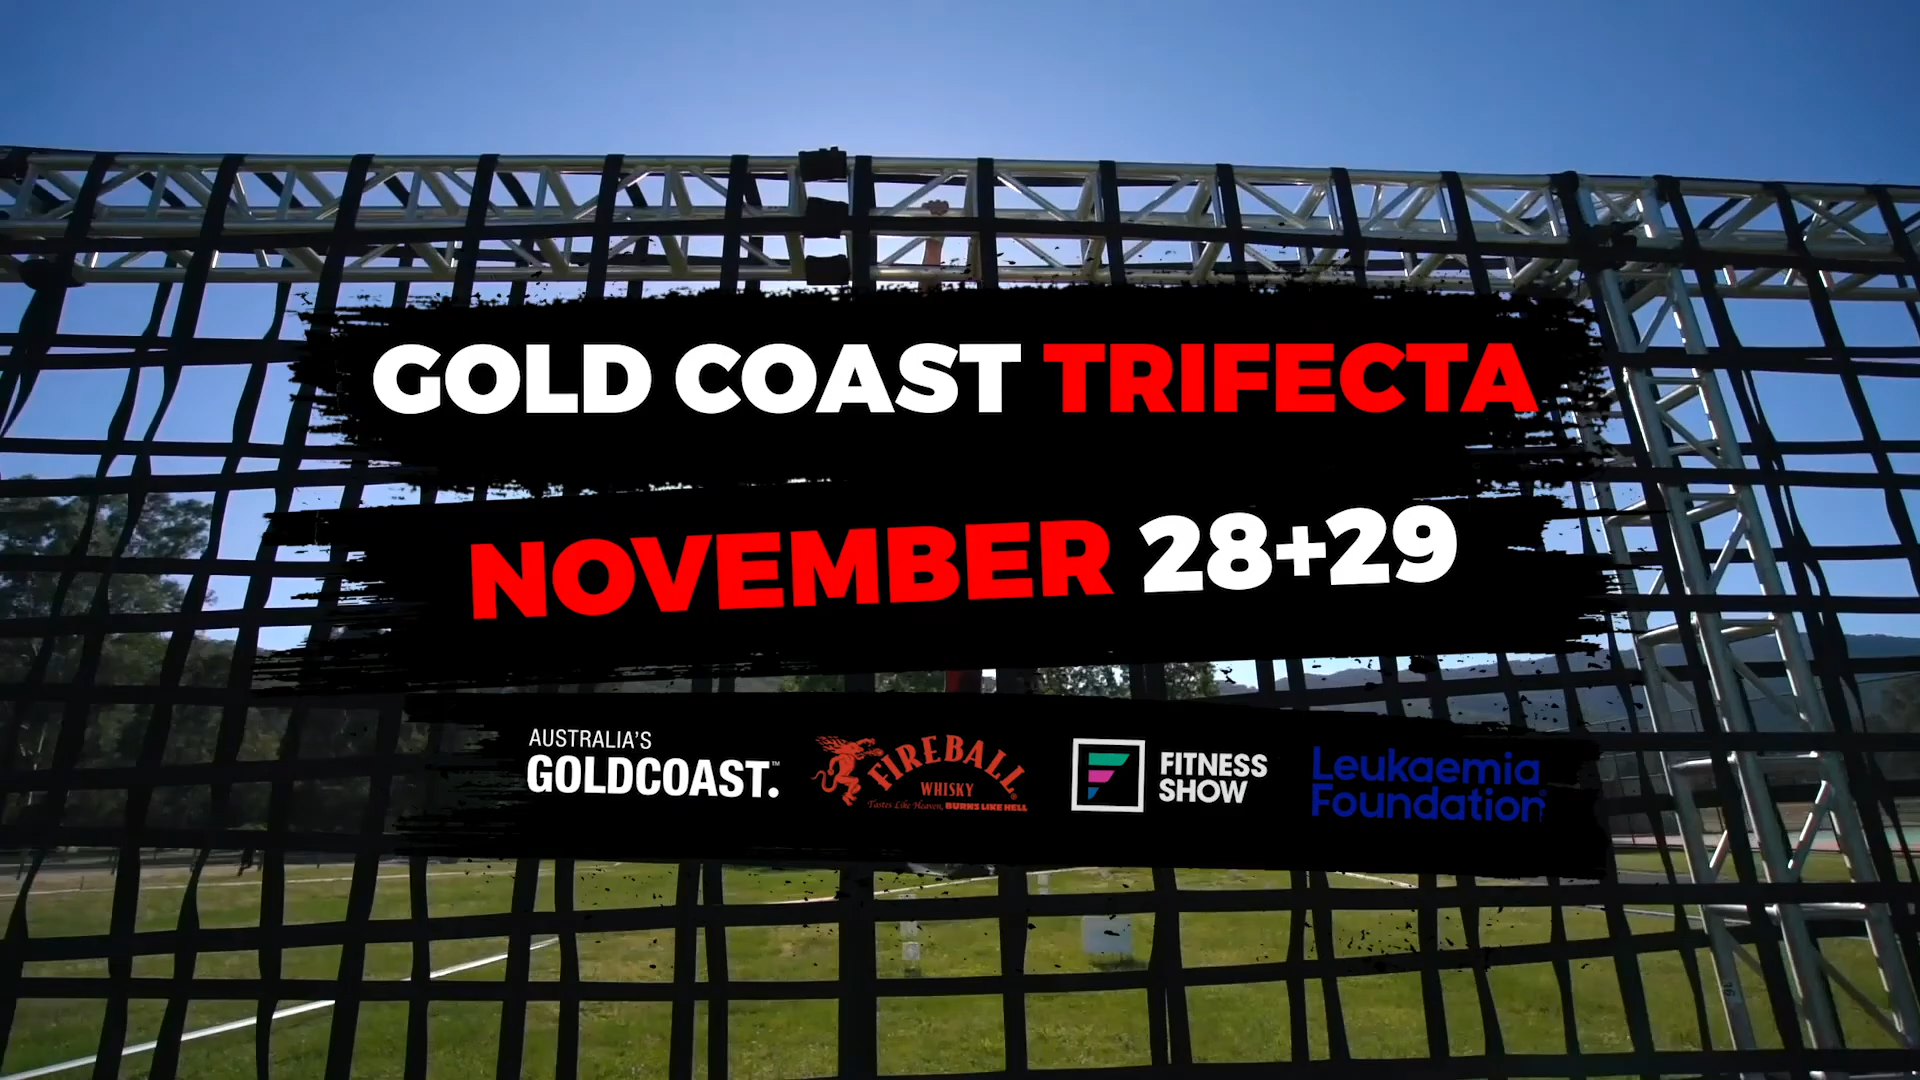 GOLD COAST TRIFECTA
NOVEMBER 28+29
AUSTRALIA'S
GOLDCOAST.™
FIREBALL®
WHISKY
Tastes Like Heaven, BURNS LIKE HELL
FITNESS
SHOW
Leukaemia
Foundation®